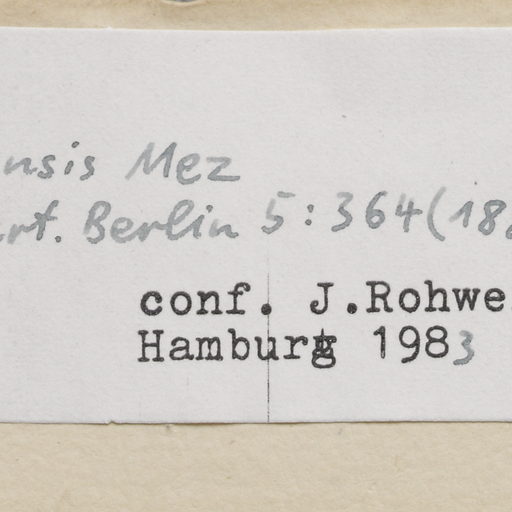 nsis Mez
rt. Berlin 5:364(18
conf. J.Rohwe
Hamburg 1983